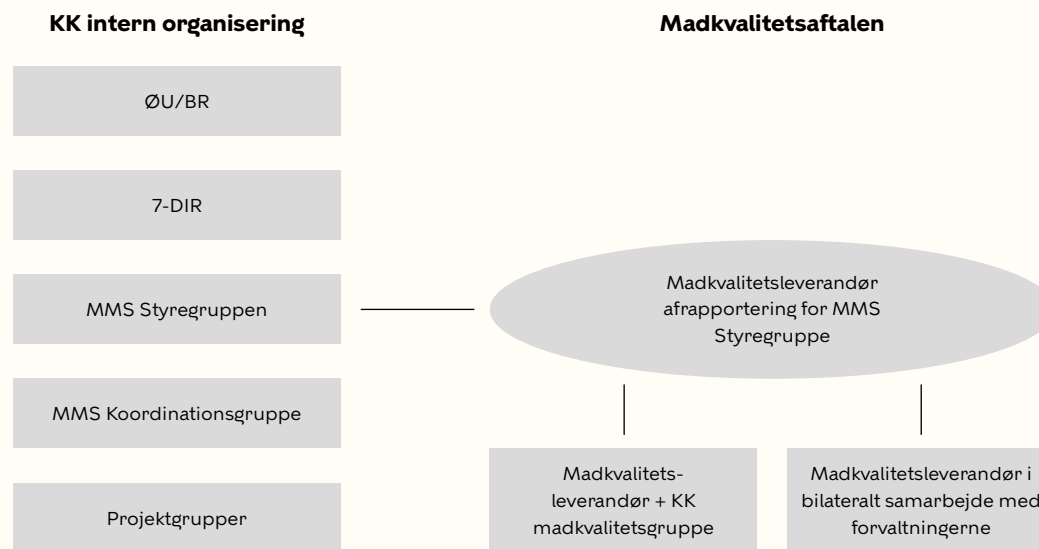 KK intern organisering
ØU/BR
7-DIR
MMS Styregruppen
MMS Koordinationsgruppe
Projektgrupper
Madkvalitetsaftalen
Madkvalitetsleverandør
afrapportering for MMS
Styregruppe
Madkvalitets-
leverandør + KK
madkvalitetsgruppe
Madkvalitetsleverandør i
bilateralt samarbejde med
forvaltningerne